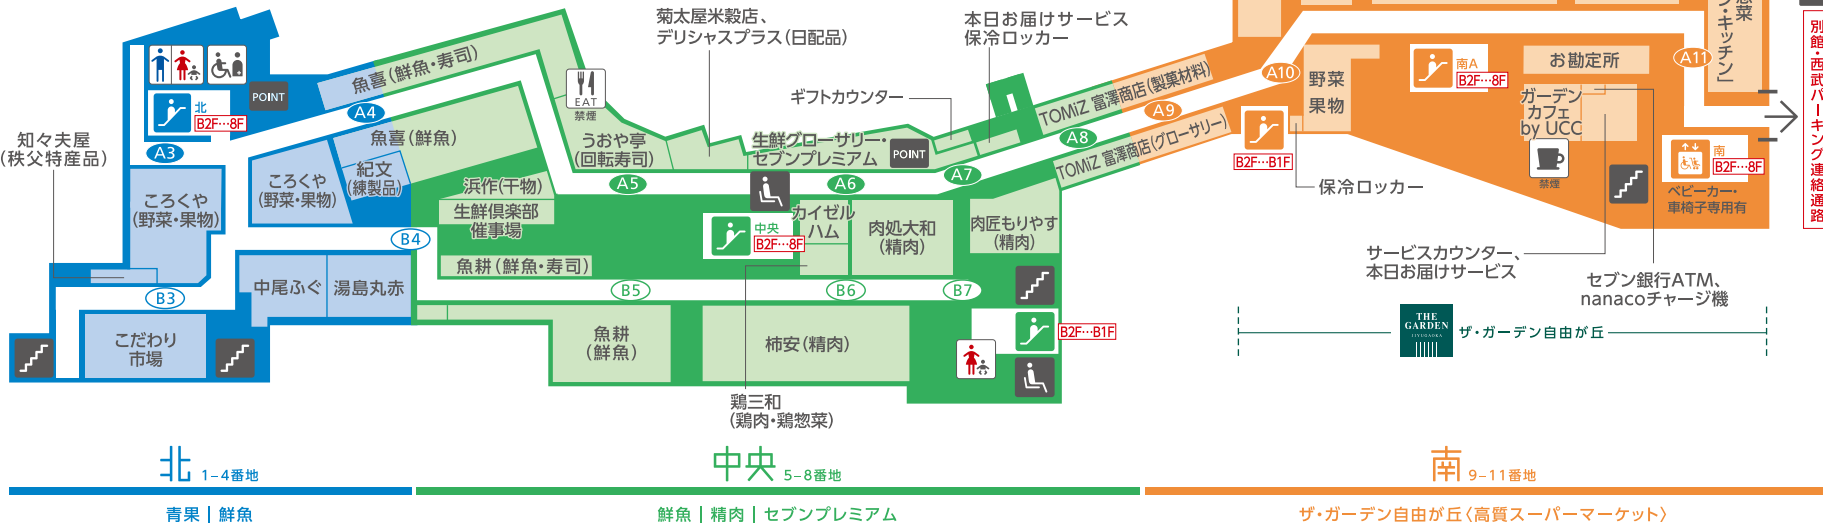 菊太屋米穀店、
デリシャスプラス(日配品)
本日お届けサービス
保冷ロッカー
惣菜
ン・キッチン〕
別館・西武パーキング連絡通路
北
B2F…8F
POINT
A3
A4
魚喜(鮮魚・寿司)
魚喜(鮮魚)
知々夫屋
(秩父特産品)
ころくや
(野菜・果物)
ころくや
(野菜・果物)
紀文
(練製品)
B4
B3
中尾ふぐ
湯島丸赤
こだわり
市場
EAT
禁煙
うおや亭
(回転寿司)
生鮮グローサリー・
セブンプレミアム
POINT
ギフトカウンター
A5
A6
A7
A8
浜作(干物)
生鮮倶楽部
催事場
魚耕(鮮魚・寿司)
中央
B2F…8F
カイゼル
ハム
肉処大和
(精肉)
肉匠もりやす
(精肉)
B5
B6
B7
魚耕
(鮮魚)
柿安(精肉)
鶏三和
(鶏肉・鶏惣菜)
B2F…B1F
TOMiZ 富澤商店(製菓材料)
TOMiZ 富澤商店(グローサリー)
A9
A10
A11
B2F…B1F
野菜
果物
保冷ロッカー
南A
B2F…8F
お勘定所
ガーデン
カフェ
by UCC
禁煙
南
B2F…8F
ベビーカー・
車椅子専用有
サービスカウンター、
本日お届けサービス
セブン銀行ATM、
nanacoチャージ機
THE
GARDEN
JIYUGAOKA
ザ・ガーデン自由が丘
北 1-4番地
中央 5-8番地
南 9-11番地
青果|鮮魚
鮮魚|精肉|セブンプレミアム
ザ・ガーデン自由が丘〈高質スーパーマーケット〉